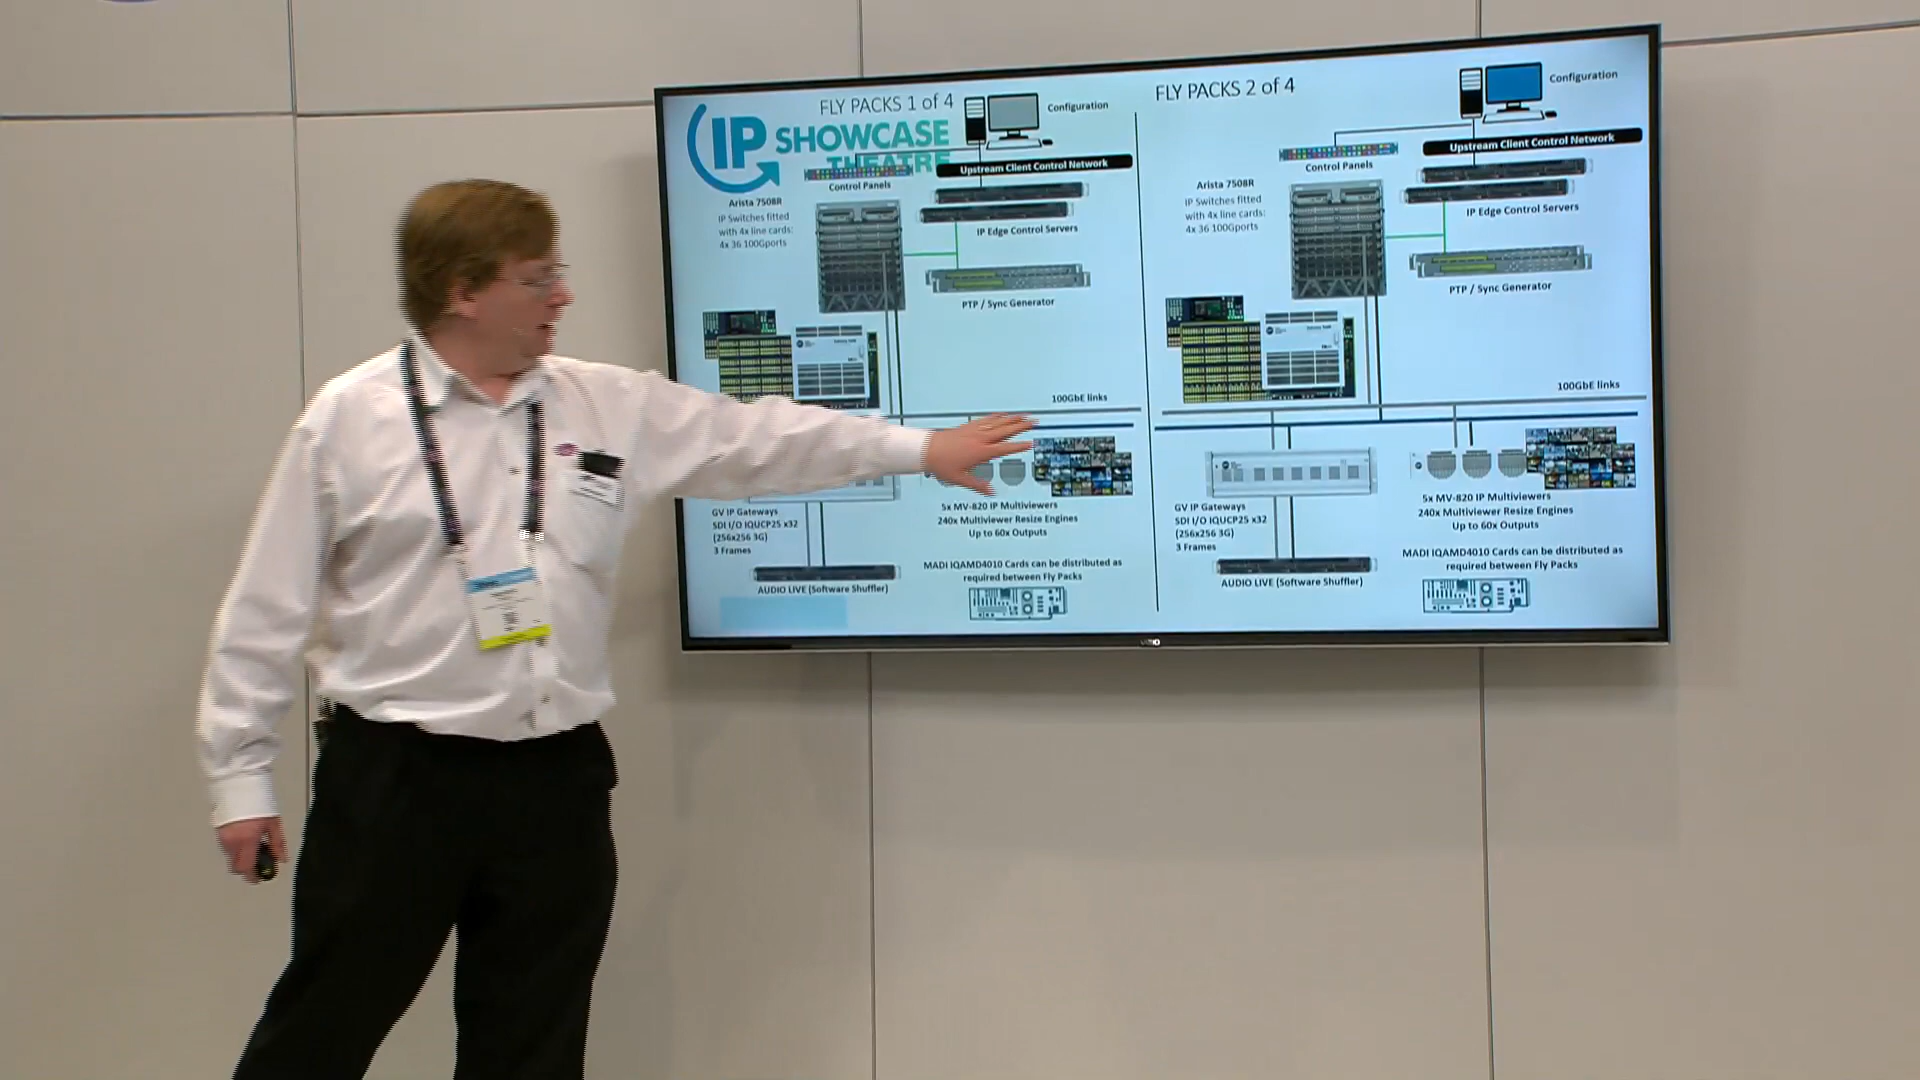 FLY PACKS 1 of 4
IP SHOWCASE
THEATRE
Configuration
Upstream Client Control Network
Control Panels
Arista 7508R
IP Switches fitted
with 4x line cards:
4x 36 100Gports
IP Edge Control Servers
PTP / Sync Generator
100GbE links
GV IP Gateways
SDI I/O IQUCP25 x32
(256x256 3G)
3 Frames
5x MV-820 IP Multiviewers
240x Multiviewer Resize Engines
Up to 60x Outputs
MADI IQAMD4010 Cards can be distributed as
required between Fly Packs
AUDIO LIVE (Software Shuffler)
FLY PACKS 2 of 4
Configuration
Upstream Client Control Network
Control Panels
Arista 7508R
IP Switches fitted
with 4x line cards:
4x 36 100Gports
IP Edge Control Servers
PTP / Sync Generator
100GbE links
GV IP Gateways
SDI I/O IQUCP25 x32
(256x256 3G)
3 Frames
5x MV-820 IP Multiviewers
240x Multiviewer Resize Engines
Up to 60x Outputs
MADI IQAMD4010 Cards can be distributed as
required between Fly Packs
AUDIO LIVE (Software Shuffler)
VIZIO